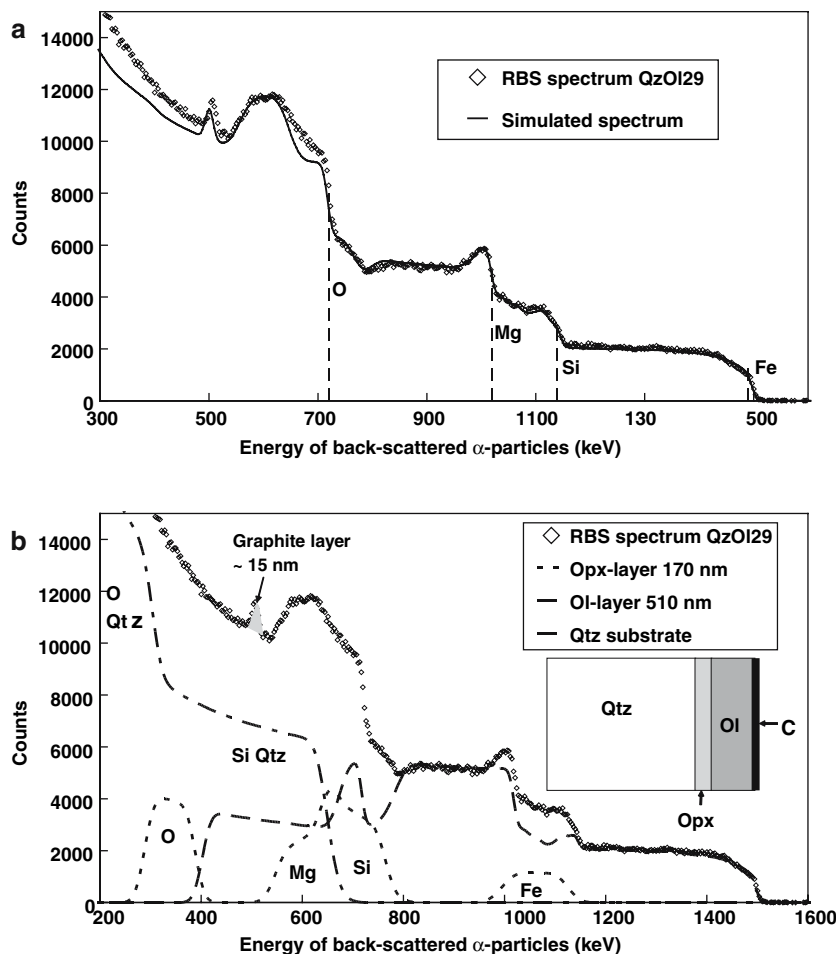 a
14000
12000
10000
8000
6000
4000
2000
0
Counts
RBS spectrum QzOl29
Simulated spectrum
O
Mg
Si
Fe
300 500 700 900 1100 130 500
Energy of back-scattered α-particles (keV)
b
14000
12000
10000
8000
6000
4000
2000
0
Counts
Graphite layer
~ 15 nm
RBS spectrum QzOl29
Opx-layer 170 nm
Ol-layer 510 nm
Qtz substrate
O
Qt z
Si Qtz
Qtz
Ol
C
Opx
O
Mg
Si
Fe
200 400 600 800 1000 1200 1400 1600
Energy of back-scattered α-particles (keV)